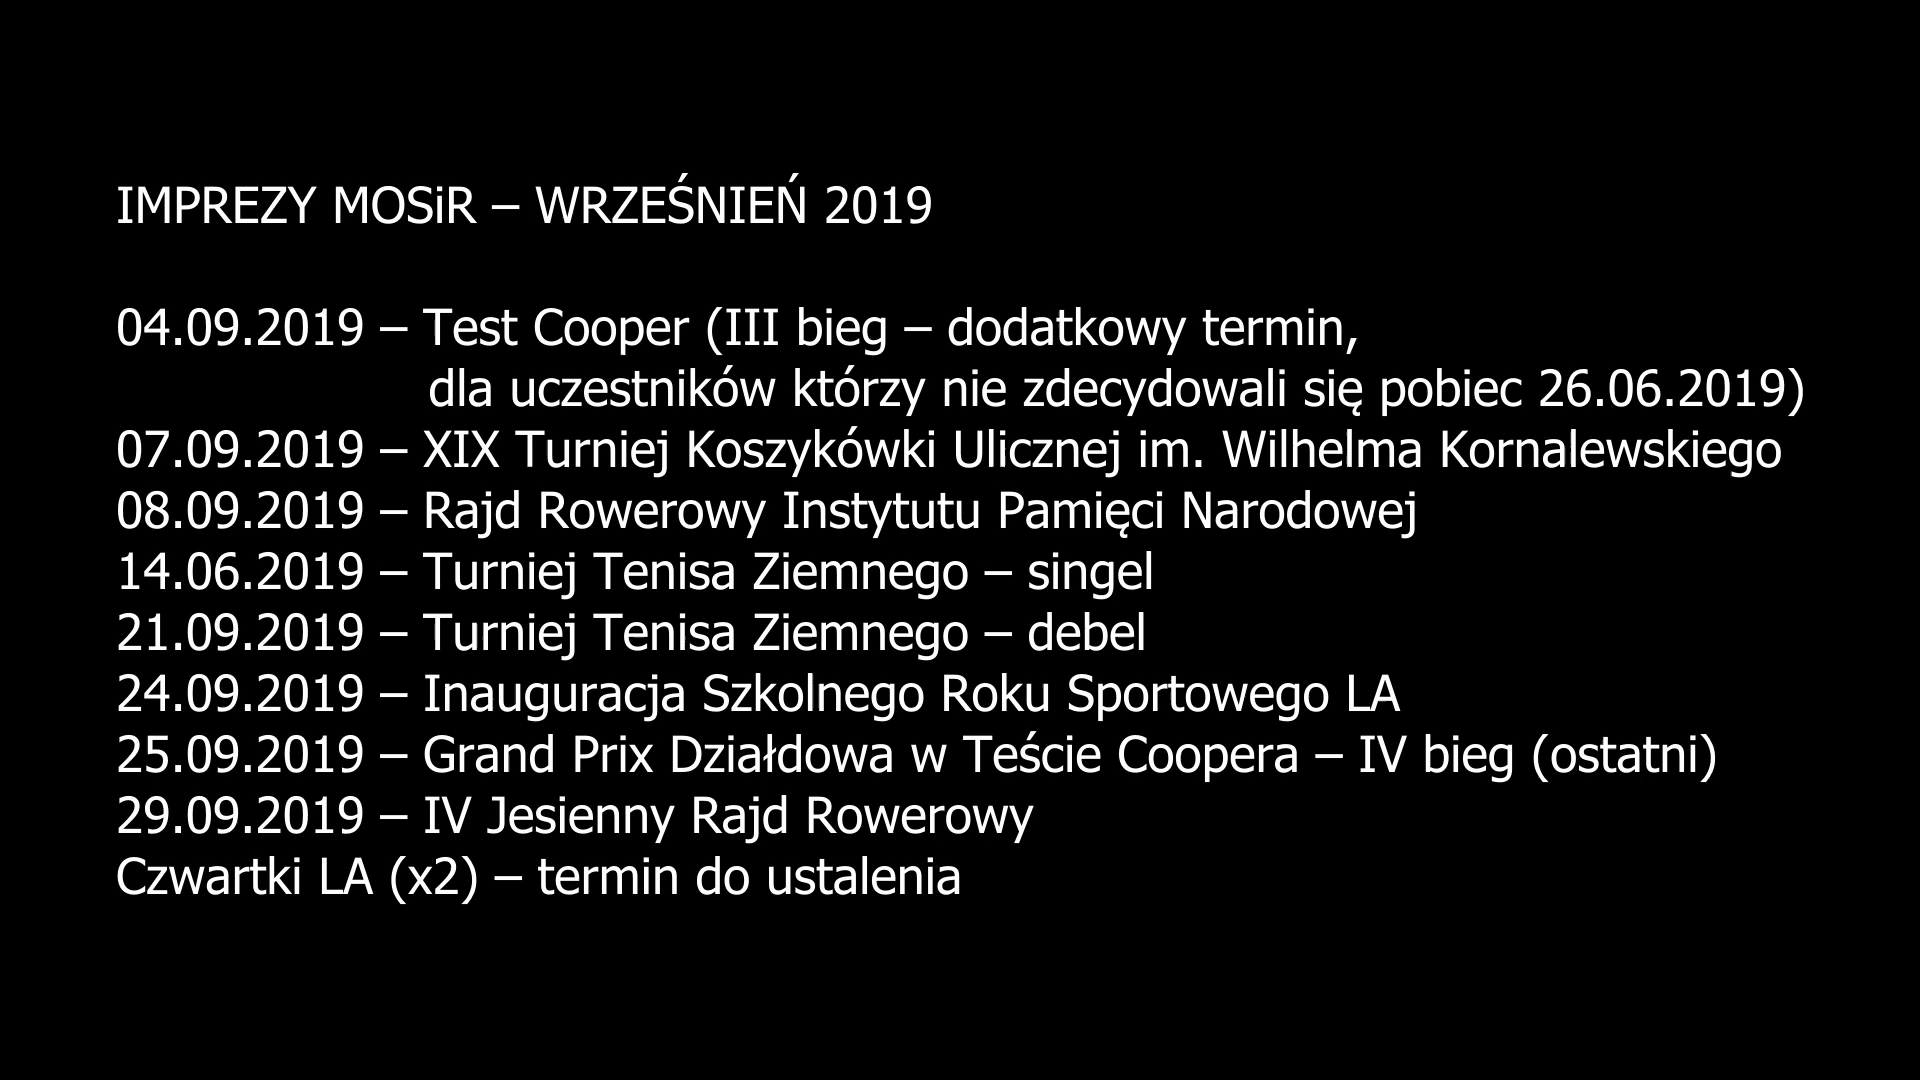 IMPREZY MOSiR – WRZESIEŃ 2019
04.09.2019 – Test Cooper (III bieg – dodatkowy termin,
dla uczestników którzy nie zdecydowali się pobiec 26.06.2019)
07.09.2019 – XIX Turniej Koszykówki Ulicznej im. Wilhelma Kornalewskiego
08.09.2019 – Rajd Rowerowy Instytutu Pamięci Narodowej
14.06.2019 – Turniej Tenisa Ziemnego – singel
21.09.2019 – Turniej Tenisa Ziemnego – debel
24.09.2019 – Inauguracja Szkolnego Roku Sportowego LA
25.09.2019 – Grand Prix Działdowa w Teście Coopera – IV bieg (ostatni)
29.09.2019 – IV Jesienny Rajd Rowerowy
Czwartki LA (x2) – termin do ustalenia